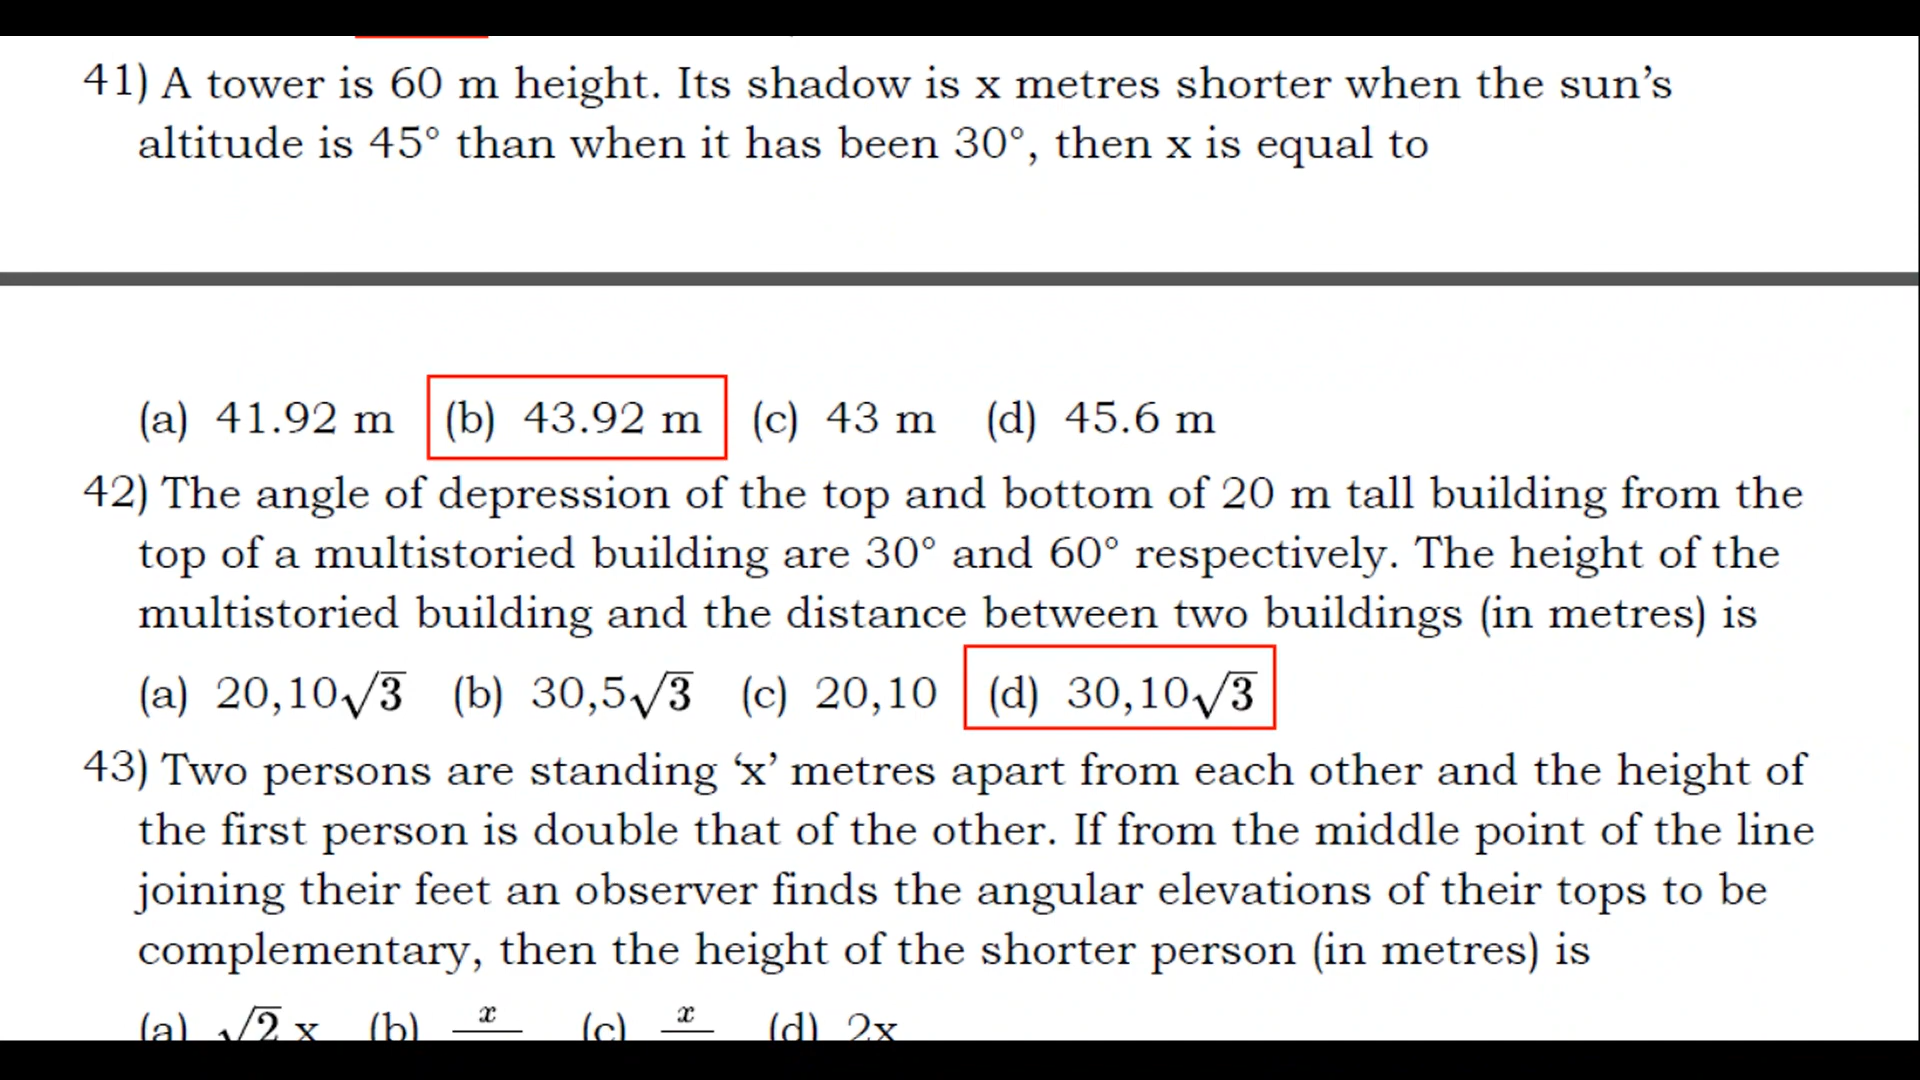 41) A tower is 60 m height. Its shadow is x metres shorter when the sun’s
altitude is 45° than when it has been 30°, then x is equal to
(a) 41.92 m (b) 43.92 m (c) 43 m (d) 45.6 m
42) The angle of depression of the top and bottom of 20 m tall building from the
top of a multistoried building are 30° and 60° respectively. The height of the
multistoried building and the distance between two buildings (in metres) is
(a) 20,10√3 (b) 30,5√3 (c) 20,10 (d) 30,10√3
43) Two persons are standing ‘x’ metres apart from each other and the height of
the first person is double that of the other. If from the middle point of the line
joining their feet an observer finds the angular elevations of their tops to be
complementary, then the height of the shorter person (in metres) is
(a) √2 x (b) x (c) x (d) 2x